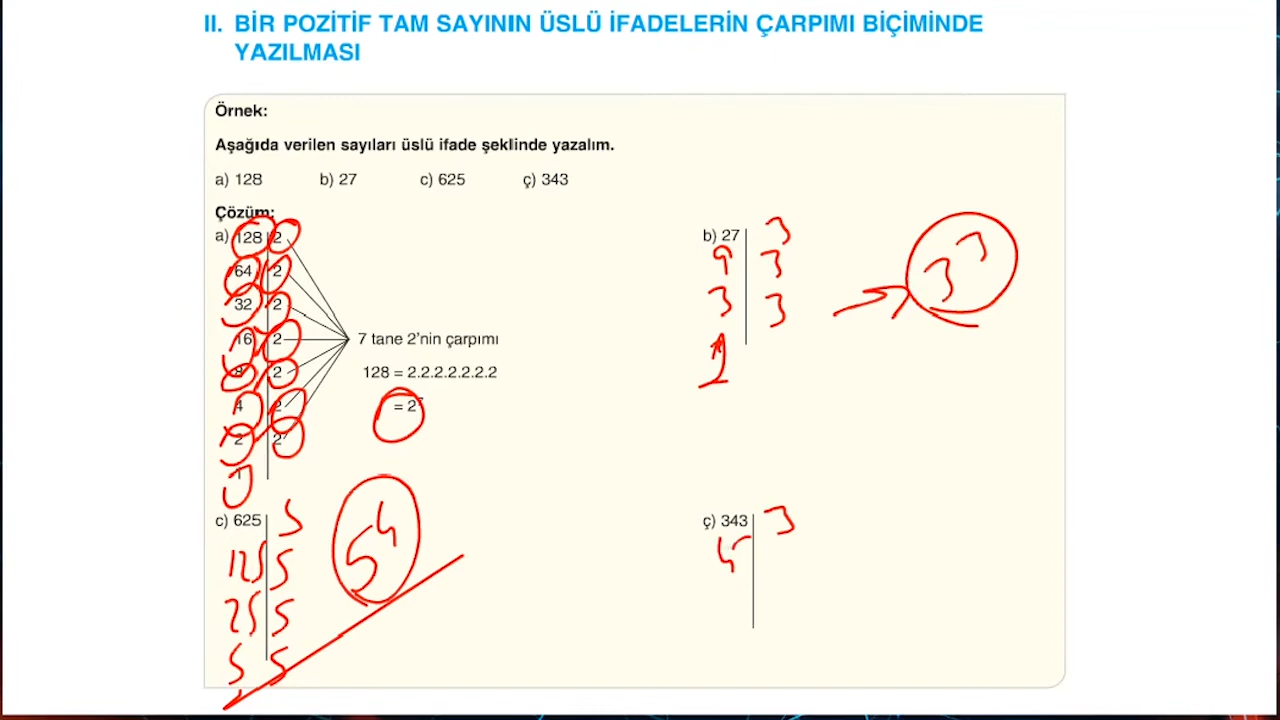 II. BİR POZİTİF TAM SAYININ ÜSLÜ İFADELERİN ÇARPIMI BİÇİMİNDE
YAZILMASI
Örnek:
Aşağıda verilen sayıları üslü ifade şeklinde yazalım.
a) 128 b) 27 c) 625 ç) 343
Çözüm:
a) 128 2
64 2
32 2
16 2
8 2
4 2
2 2
1
7 tane 2'nin çarpımı
128 = 2.2.2.2.2.2.2
= 2⁷
b) 27 3
9 3
3 3
1
3³
c) 625 5
125 5
25 5
5 5
5⁴
ç) 343 3